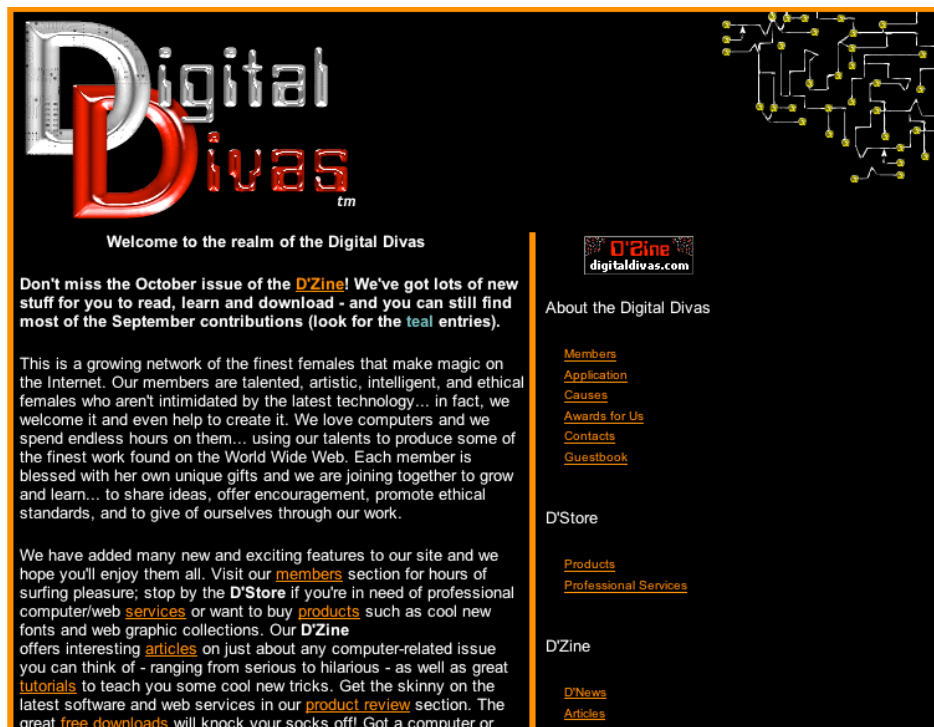 Digital
Divas
tm
Welcome to the realm of the Digital Divas
Don't miss the October issue of the D'Zine! We've got lots of new
stuff for you to read, learn and download - and you can still find
most of the September contributions (look for the teal entries).
This is a growing network of the finest females that make magic on
the Internet. Our members are talented, artistic, intelligent, and ethical
females who aren't intimidated by the latest technology... in fact, we
welcome it and even help to create it. We love computers and we
spend endless hours on them... using our talents to produce some of
the finest work found on the World Wide Web. Each member is
blessed with her own unique gifts and we are joining together to grow
and learn... to share ideas, offer encouragement, promote ethical
standards, and to give of ourselves through our work.
We have added many new and exciting features to our site and we
hope you'll enjoy them all. Visit our members section for hours of
surfing pleasure; stop by the D'Store if you're in need of professional
computer/web services or want to buy products such as cool new
fonts and web graphic collections. Our D'Zine
offers interesting articles on just about any computer-related issue
you can think of - ranging from serious to hilarious - as well as great
tutorials to teach you some cool new tricks. Get the skinny on the
latest software and web services in our product review section. The
great free downloads will knock your socks off! Got a computer or
D'Zine
digitaldivas.com
About the Digital Divas
Members
Application
Causes
Awards for Us
Contacts
Guestbook
D'Store
Products
Professional Services
D'Zine
D'News
Articles